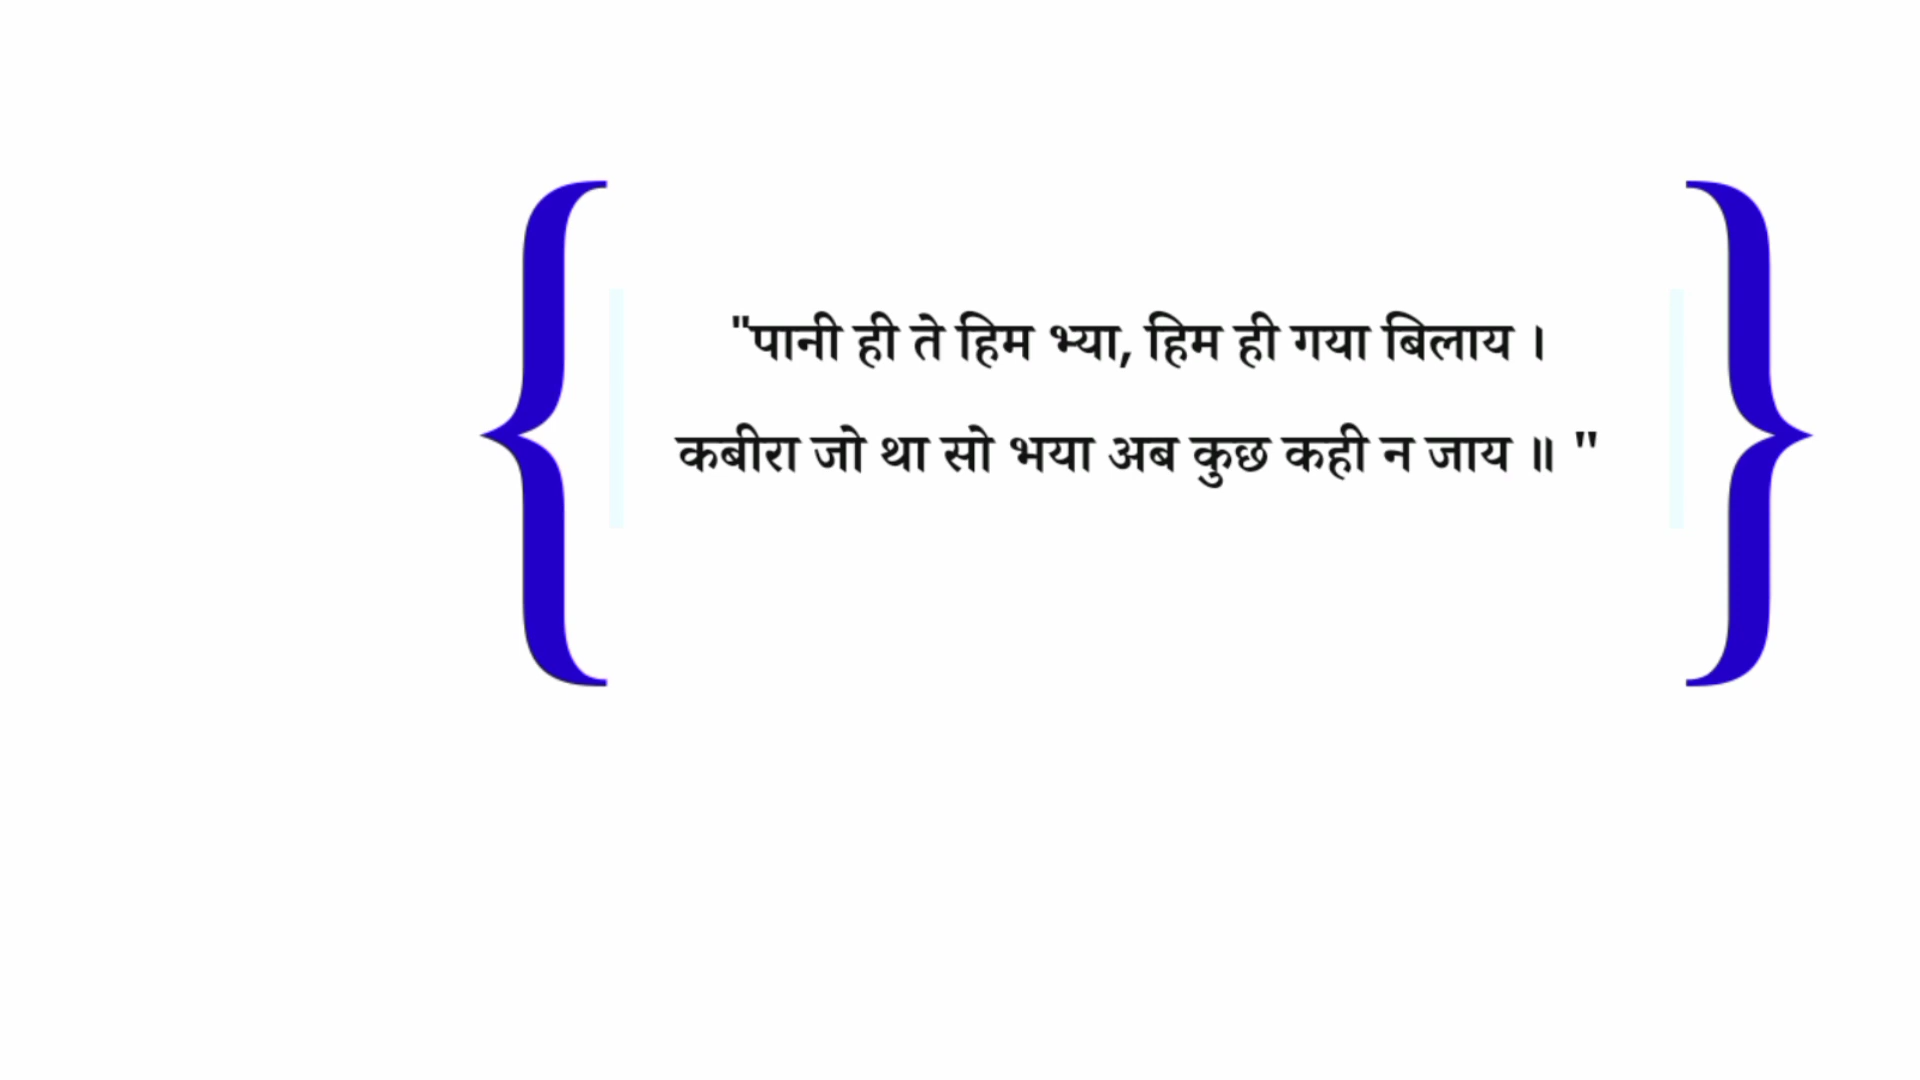 "पानी ही ते हिम भ्या, हिम ही गया बिलाय ।
कबीरा जो था सो भया अब कुछ कही न जाय ॥ "